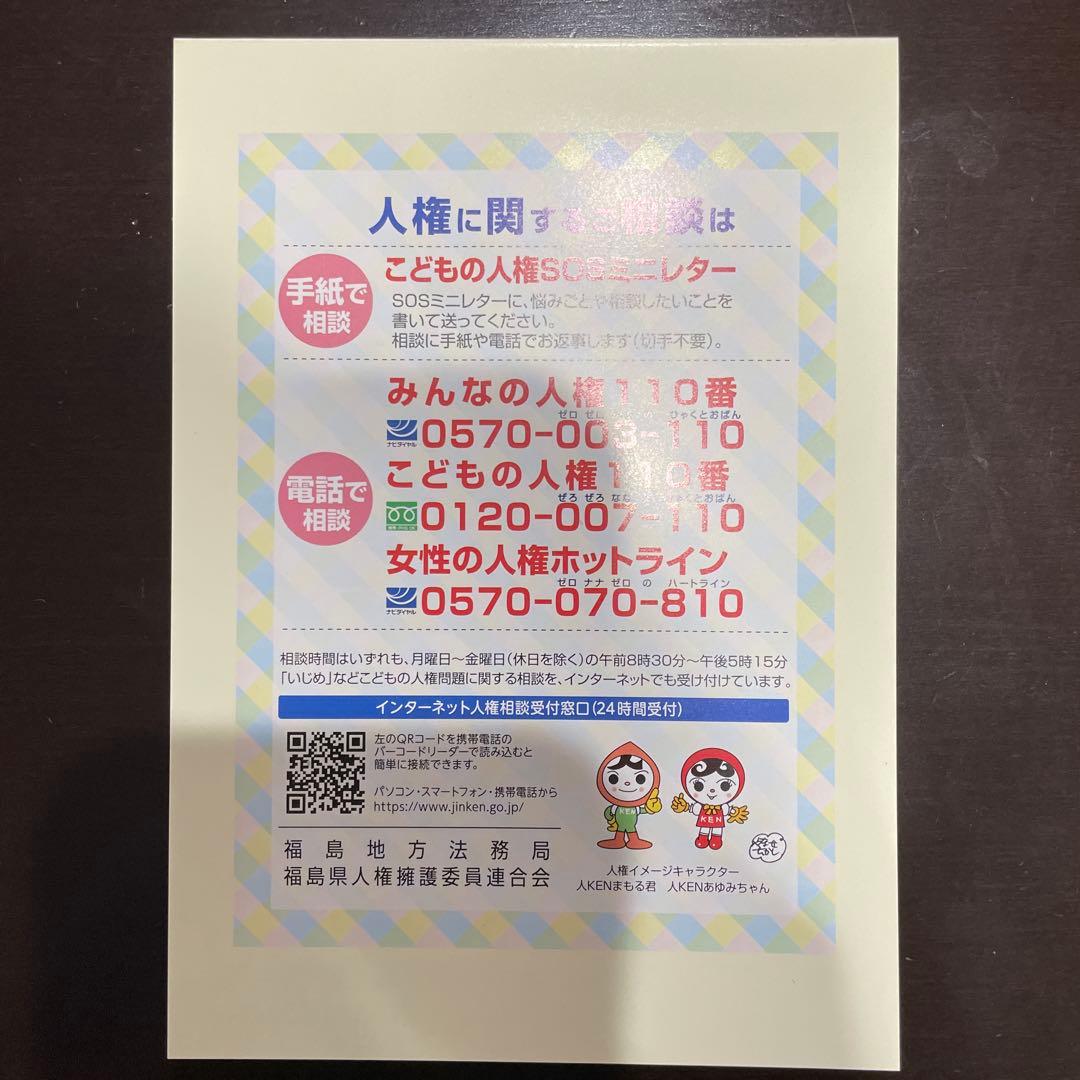 人権に関するご相談は
手紙で
相談
こどもの人権SOSミニレター
SOSミニレターに、悩みごとや相談したいことを
書いて送ってください。
相談に手紙や電話でお返事します(切手不要)。
電話で
相談
みんなの人権110番
ゼロ ゼロ の ひゃくとおばん
ナビダイヤル
0570-003-110
こどもの人権110番
ぜろ ぜろ なな ひゃくとおばん
0120-007-110
女性の人権ホットライン
ゼロ ナナ ゼロ の ハートライン
ナビダイヤル
0570-070-810
相談時間はいずれも、月曜日～金曜日(休日を除く)の午前8時30分～午後5時15分
「いじめ」などこどもの人権問題に関する相談を、インターネットでも受け付けています。
インターネット人権相談受付窓口(24時間受付)
左のQRコードを携帯電話の
バーコードリーダーで読み込むと
簡単に接続できます。
パソコン・スマートフォン・携帯電話から
https://www.jinken.go.jp/
福島地方法務局
福島県人権擁護委員連合会
KEN
KEN
人権イメージキャラクター
人KENまもる君 人KENあゆみちゃん